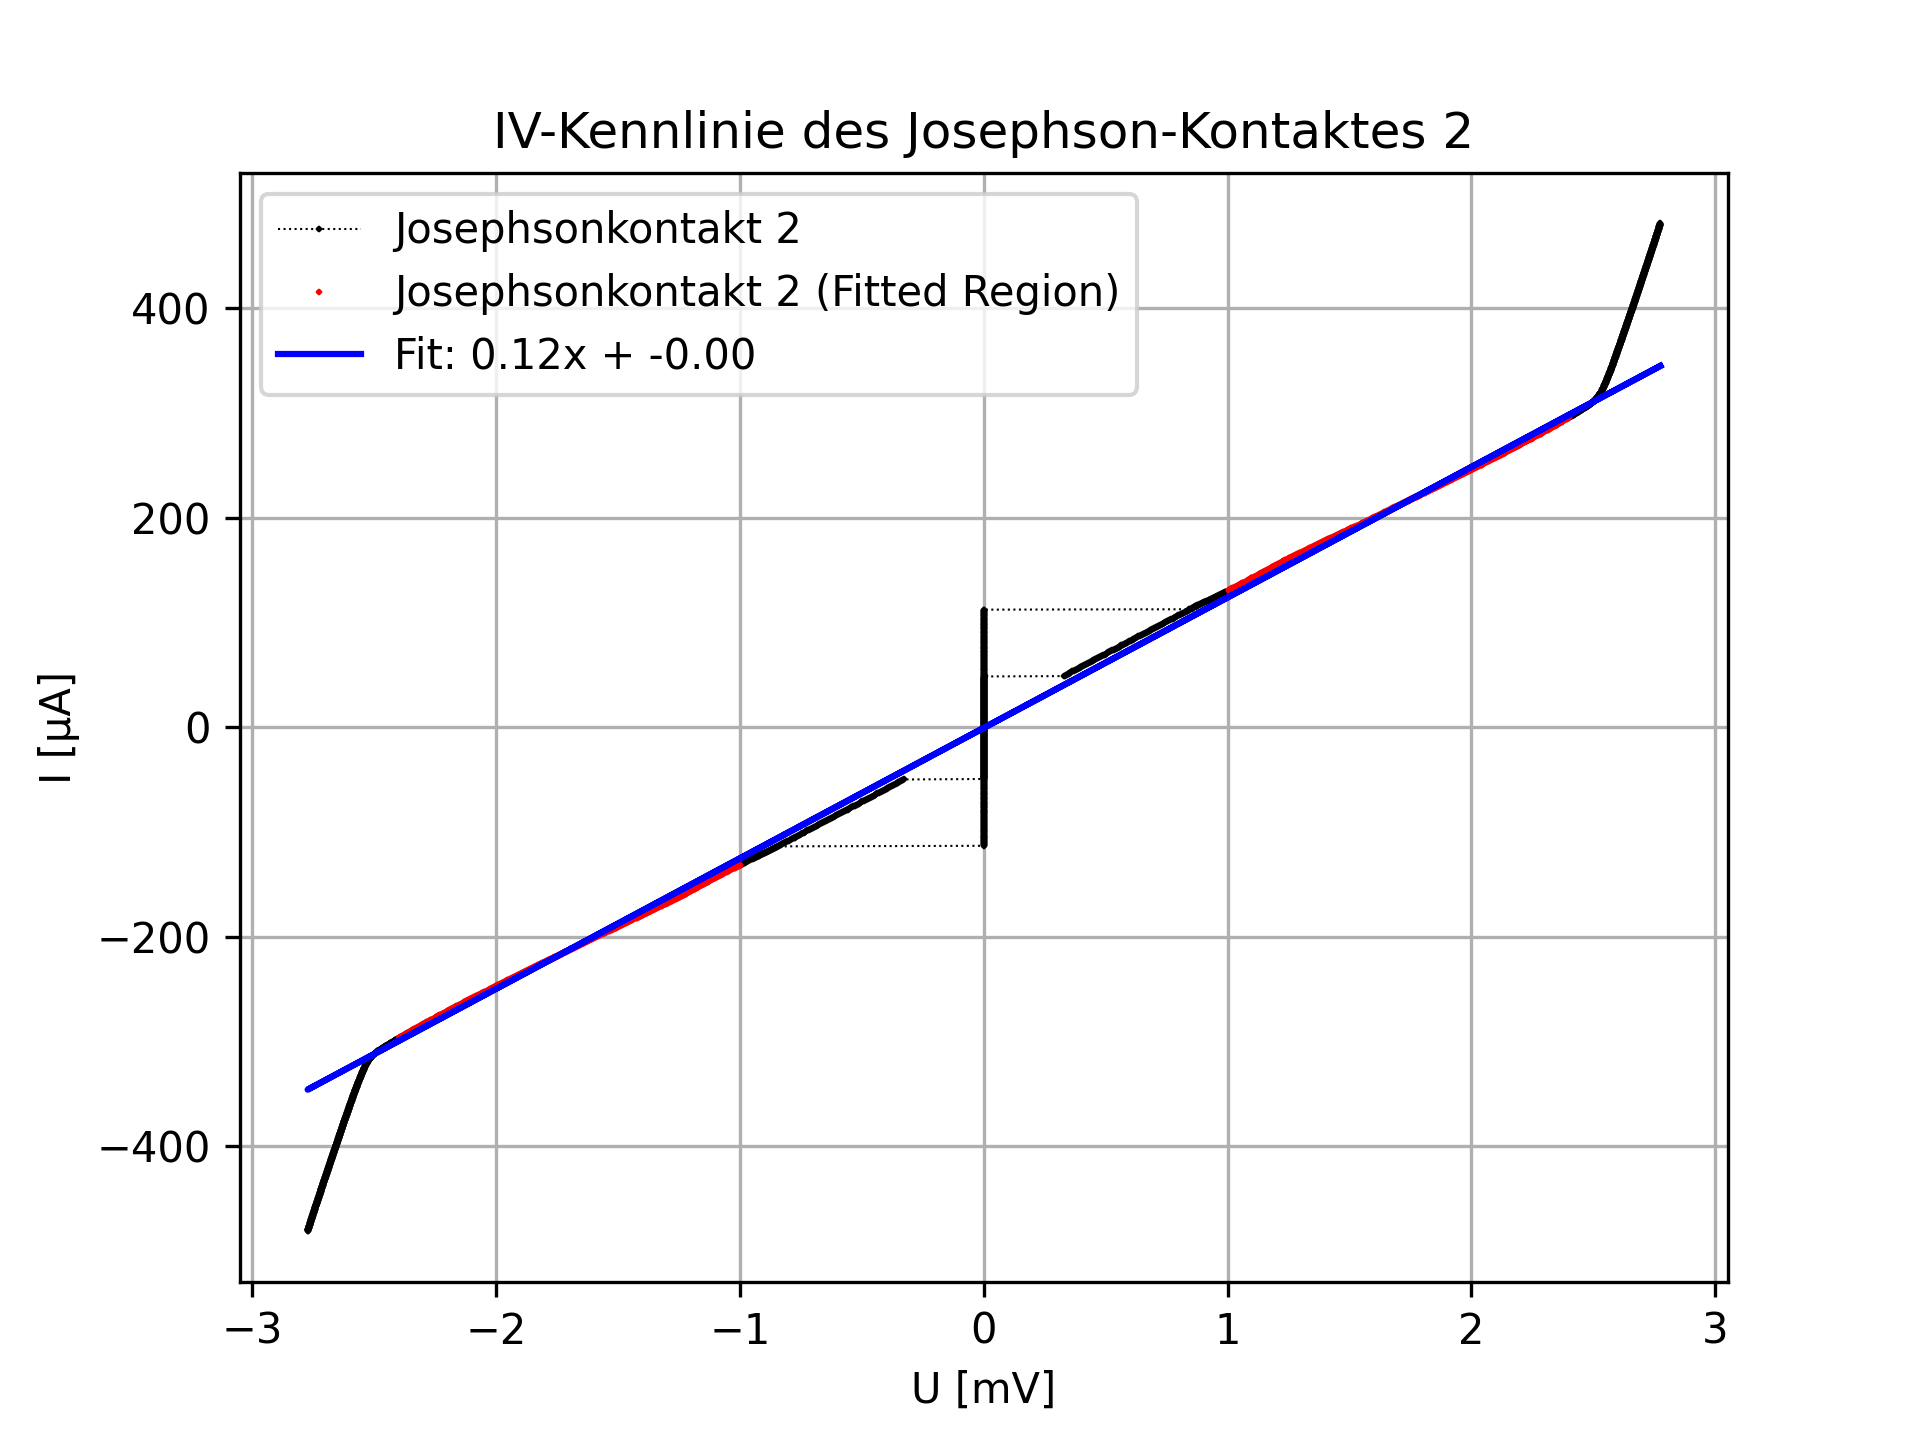 IV-Kennlinie des Josephson-Kontaktes 2
Josephsonkontakt 2
Josephsonkontakt 2 (Fitted Region)
Fit: 0.12x + -0.00
400
200
0
−200
−400
I [µA]
−3 −2 −1 0 1 2 3
U [mV]